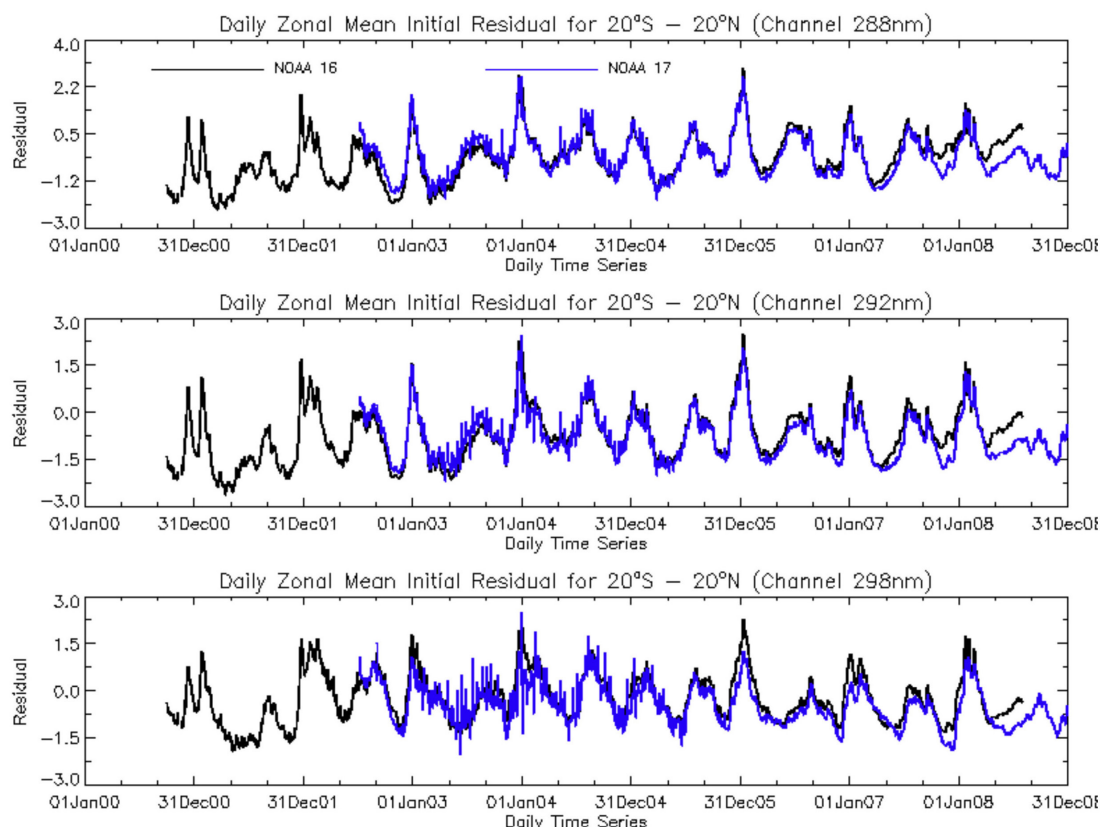 Daily Zonal Mean Initial Residual for 20°S – 20°N (Channel 288nm)
4.0
2.2
0.5
−1.2
−3.0
Residual
NOAA 16
NOAA 17
01Jan00 31Dec00 31Dec01 01Jan03 01Jan04 31Dec04 31Dec05 01Jan07 01Jan08 31Dec08
Daily Time Series
Daily Zonal Mean Initial Residual for 20°S – 20°N (Channel 292nm)
3.0
1.5
0.0
−1.5
−3.0
Residual
01Jan00 31Dec00 31Dec01 01Jan03 01Jan04 31Dec04 31Dec05 01Jan07 01Jan08 31Dec08
Daily Time Series
Daily Zonal Mean Initial Residual for 20°S – 20°N (Channel 298nm)
3.0
1.5
0.0
−1.5
−3.0
Residual
01Jan00 31Dec00 31Dec01 01Jan03 01Jan04 31Dec04 31Dec05 01Jan07 01Jan08 31Dec08
Daily Time Series